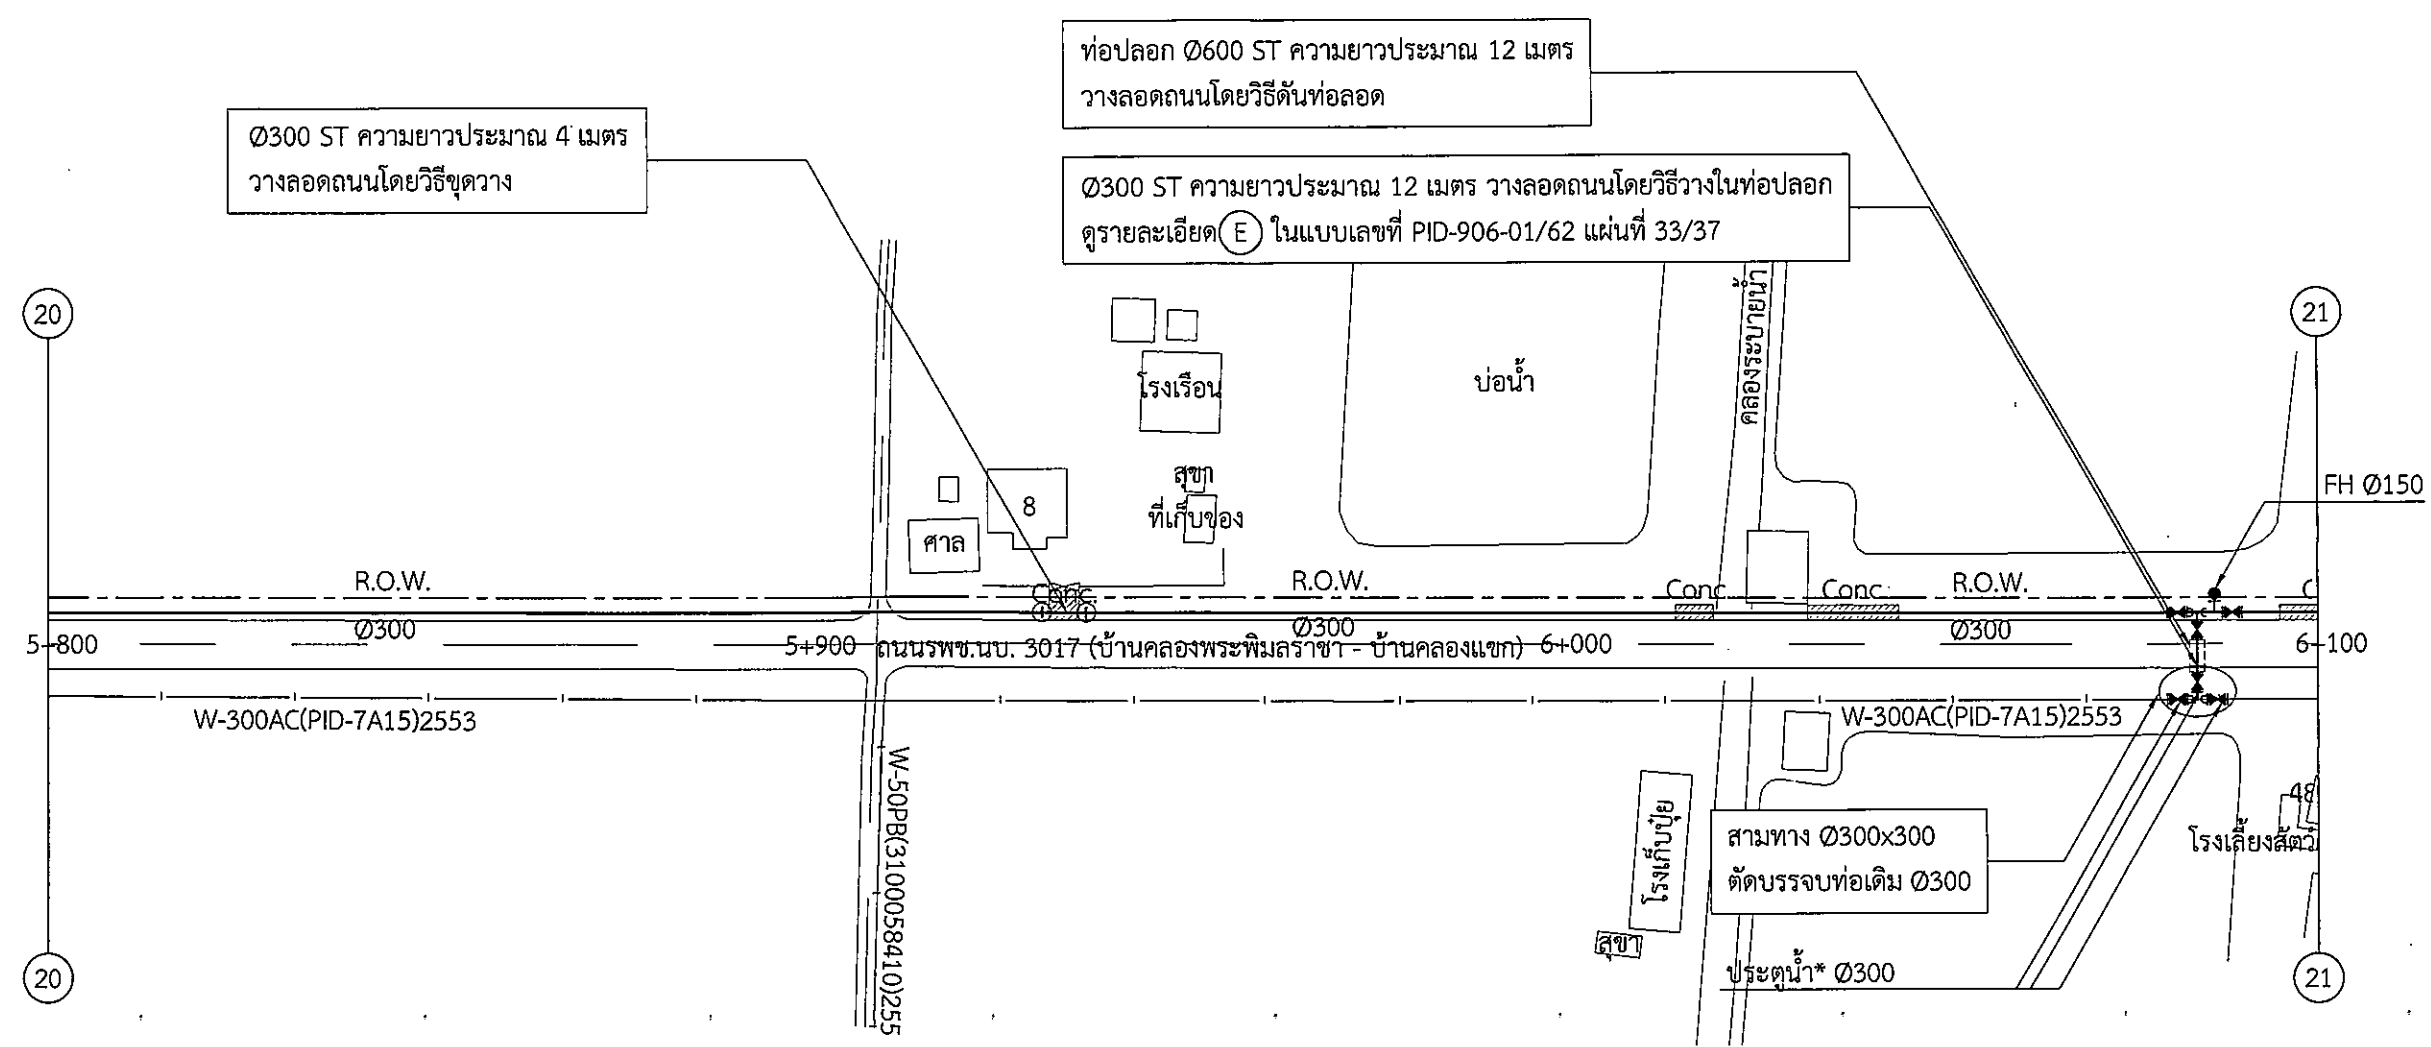 ท่อปลอก Ø600 ST ความยาวประมาณ 12 เมตร
วางลอดถนนโดยวิธีดันท่อลอด
Ø300 ST ความยาวประมาณ 4 เมตร
วางลอดถนนโดยวิธีขุดวาง
Ø300 ST ความยาวประมาณ 12 เมตร วางลอดถนนโดยวิธีวางในท่อปลอก
ดูรายละเอียด E ในแบบเลขที่ PID-906-01/62 แผ่นที่ 33/37
20
21
คลองระบายน้ำ
โรงเรือน
บ่อน้ำ
สุขา
FH Ø150
8
ที่เก็บของ
ศาล
R.O.W.
R.O.W.
R.O.W.
Conc.
Conc
Conc.
C
Ø300
Ø300
Ø300
5+800
5+900
ถนนรพช.นบ. 3017 (บ้านคลองพระพิมลราชา - บ้านคลองแขก)
6+000
6+100
W-300AC(PID-7A15)2553
W-300AC(PID-7A15)2553
W-50PB(3100058410)255
48
โรงเลี้ยงสัตว์
โรงเก็บปุ๋ย
สามทาง Ø300x300
ตัดบรรจบท่อเดิม Ø300
สุขา
ประตูน้ำ* Ø300
20
21